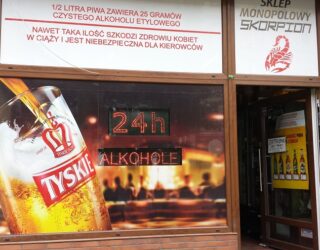 1/2 LITRA PIWA ZAWIERA 25 GRAMÓW
CZYSTEGO ALKOHOLU ETYLOWEGO
NAWET TAKA ILOŚĆ SZKODZI ZDROWIU KOBIET
W CIĄŻY I JEST NIEBEZPIECZNA DLA KIEROWCÓW
SKLEP
MONOPOLOWY
SKORPION
24h
ALKOHOLE
TYSKIE